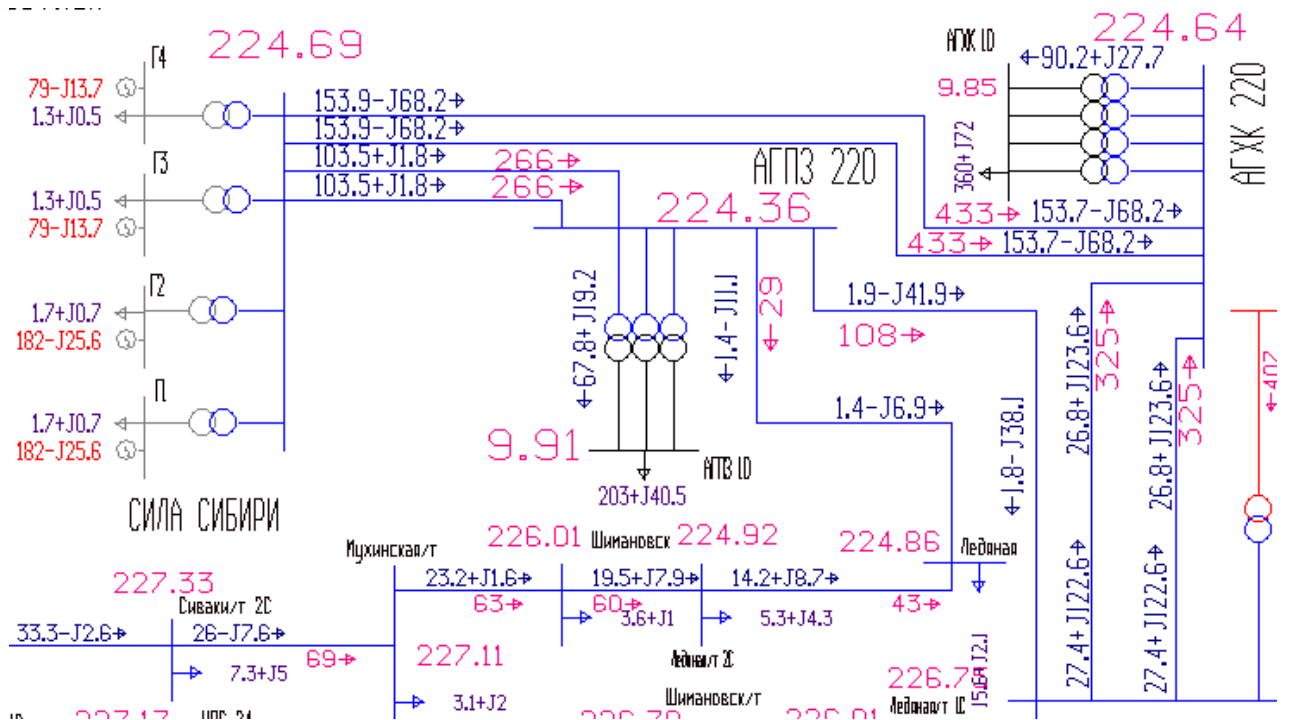 224.69
224.64
Г4
79-J13.7
1.3+J0.5
153.9-J68.2
153.9-J68.2
103.5+J1.8
103.5+J1.8
266
266
Г3
1.3+J0.5
79-J13.7
Г2
1.7+J0.7
182-J25.6
Г1
1.7+J0.7
182-J25.6
СИЛА СИБИРИ
АГПЗ 220
224.36
АГХК 10
90.2+J27.7
9.85
360+J72
АГХК 220
433
153.7-J68.2
433
153.7-J68.2
67.8+J19.2
1.4-J11.1
29
1.9-J41.9
108
1.4-J6.9
1.8-J38.1
26.8+J123.6
325
26.8+J123.6
325
407
9.91
АГПЗ 10
203+J40.5
27.4+J122.6
27.4+J122.6
Мухинская/т
226.01
Шимановск
224.92
224.86
Ледяная
23.2+J1.6
19.5+J7.9
14.2+J8.7
63
60
43
3.6+J1
5.3+J4.3
227.33
Сиваки/т 2С
33.3-J2.6
26-J7.6
69
7.3+J5
227.11
3.1+J2
Ледяная/т 2С
Шимановск/т
Ледяная/т 1С